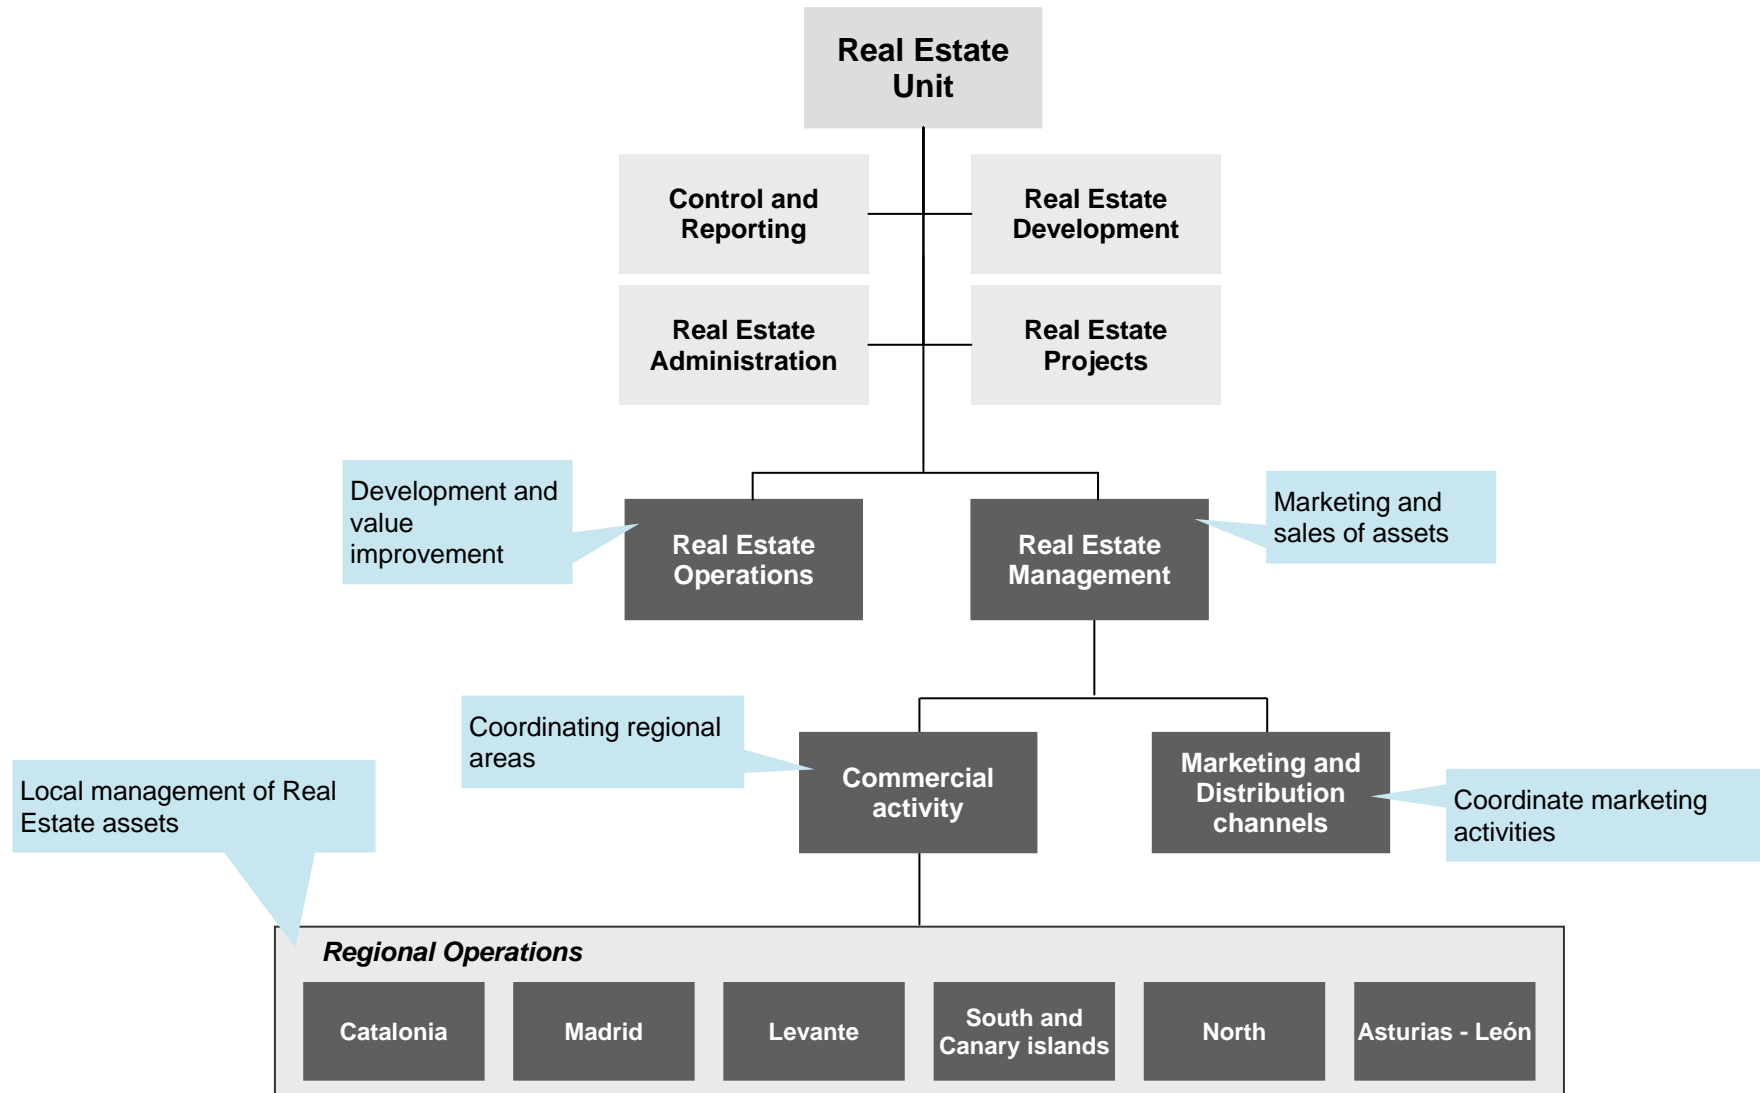 Real Estate
Unit
Control and
Reporting
Real Estate
Development
Real Estate
Administration
Real Estate
Projects
Development and
value
improvement
Real Estate
Operations
Real Estate
Management
Marketing and
sales of assets
Coordinating regional
areas
Commercial
activity
Marketing and
Distribution
channels
Coordinate marketing
activities
Local management of Real
Estate assets
Regional Operations
Catalonia
Madrid
Levante
South and
Canary islands
North
Asturias - León